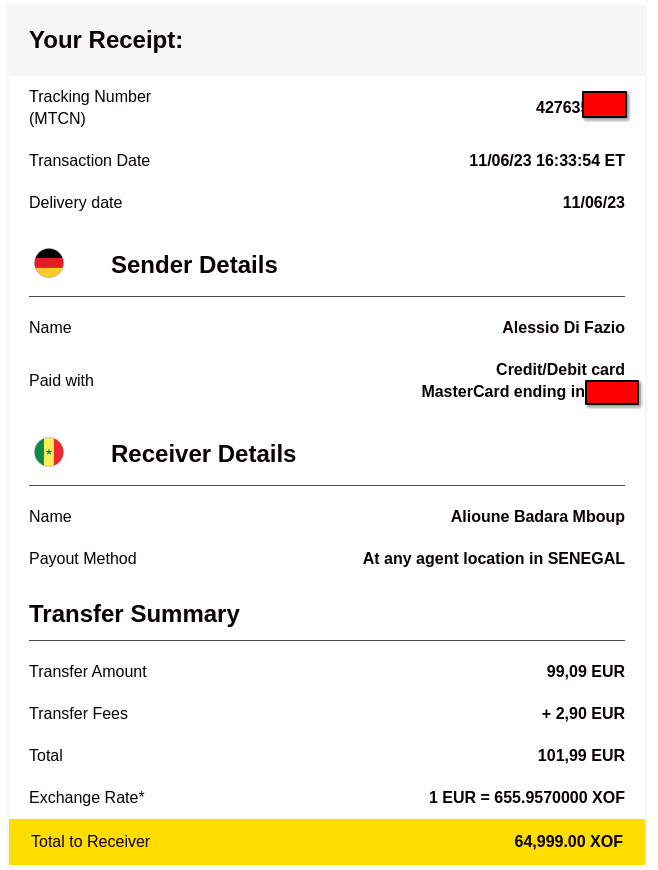 Your Receipt:
Tracking Number
(MTCN)
42763
Transaction Date
11/06/23 16:33:54 ET
Delivery date
11/06/23
Sender Details
Name
Alessio Di Fazio
Paid with
Credit/Debit card
MasterCard ending in
Receiver Details
Name
Alioune Badara Mboup
Payout Method
At any agent location in SENEGAL
Transfer Summary
Transfer Amount
99,09 EUR
Transfer Fees
+ 2,90 EUR
Total
101,99 EUR
Exchange Rate*
1 EUR = 655.9570000 XOF
Total to Receiver
64,999.00 XOF